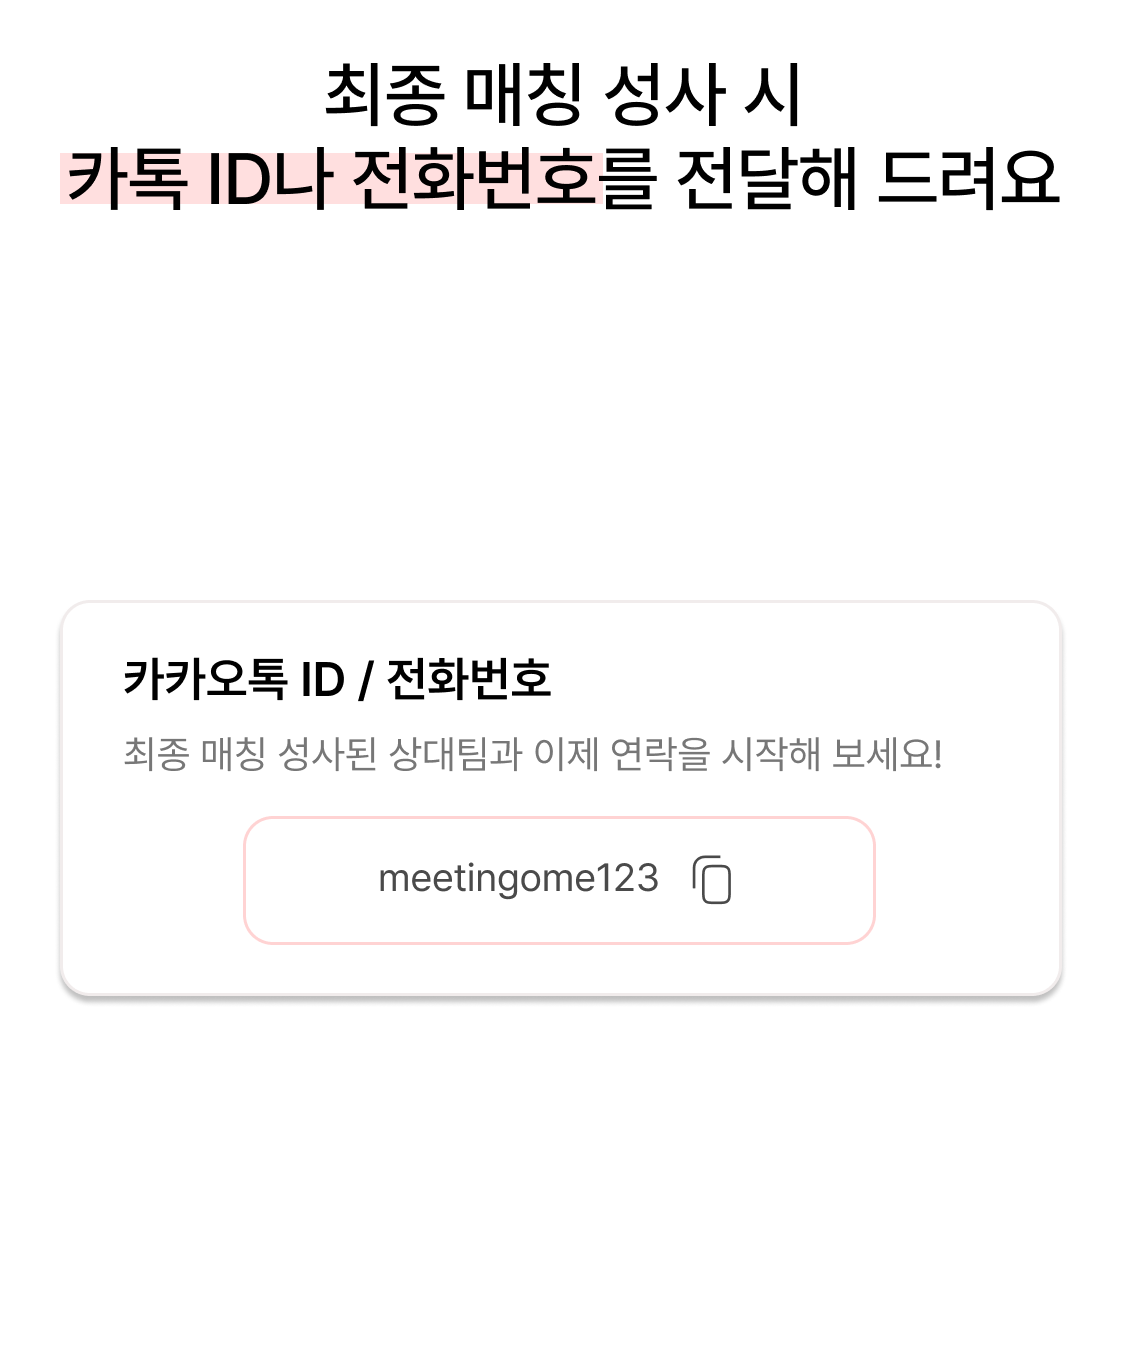 최종 매칭 성사 시
카톡 ID나 전화번호를 전달해 드려요
카카오톡 ID / 전화번호
최종 매칭 성사된 상대팀과 이제 연락을 시작해 보세요!
meetingome123